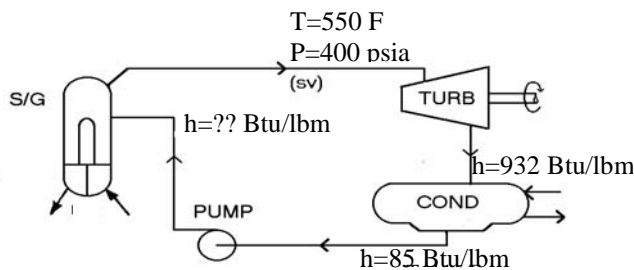 T=550 F
P=400 psia
(sv)
S/G
TURB
h=?? Btu/lbm
h=932 Btu/lbm
PUMP
COND
h=85 Btu/lbm